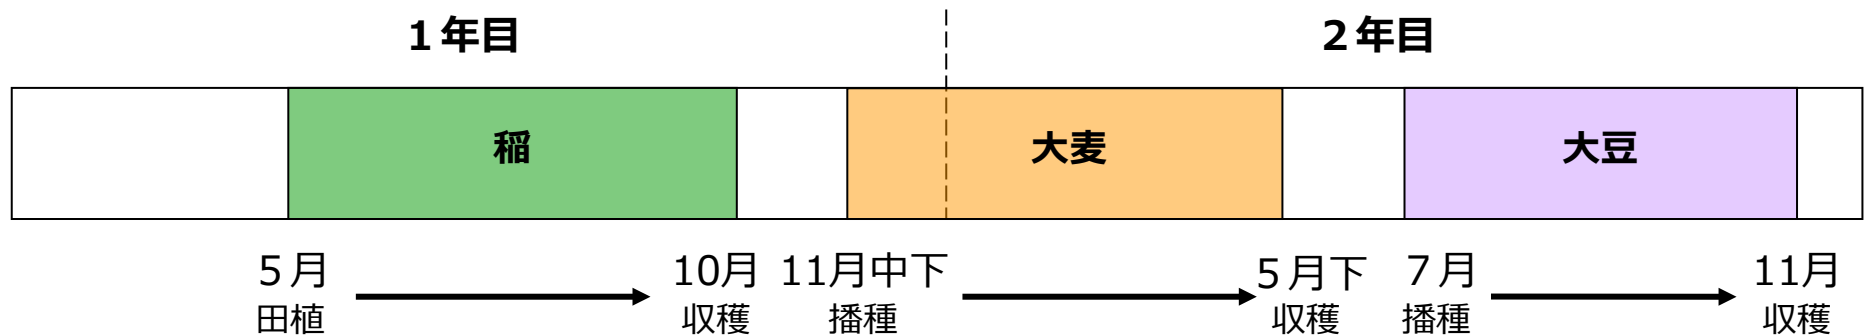 １年目
２年目
稲
大麦
大豆
５月
田植
10月
収穫
11月中下
播種
５月下
収穫
７月
播種
11月
収穫